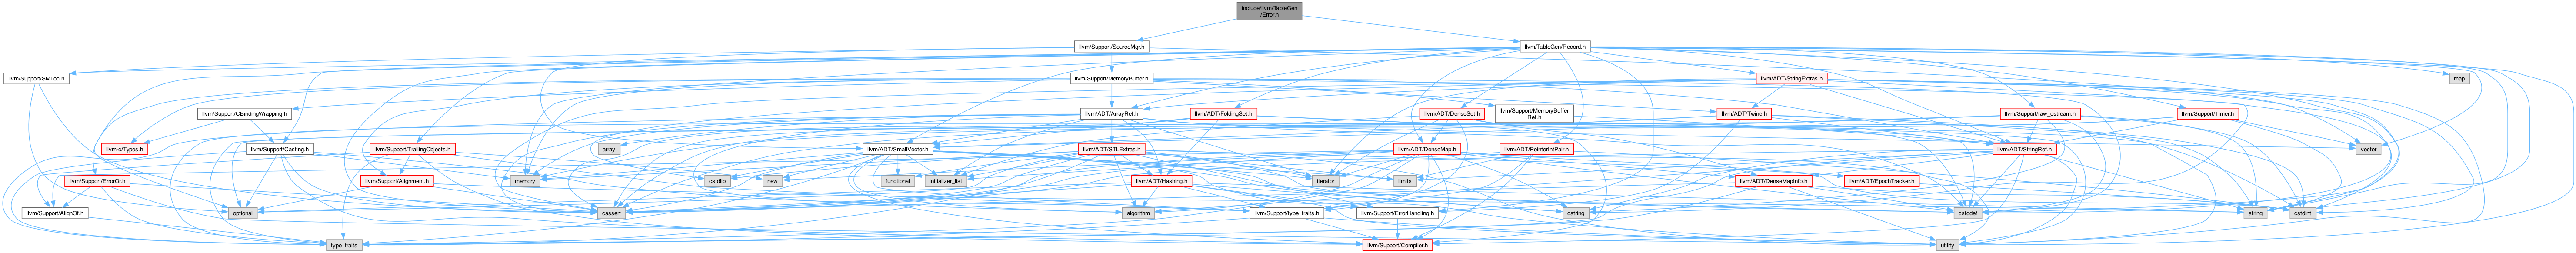 include/llvm/TableGen
/Error.h
llvm/Support/SourceMgr.h
llvm/TableGen/Record.h
llvm/Support/SMLoc.h
llvm/Support/MemoryBuffer.h
llvm/ADT/StringExtras.h
map
llvm/Support/CBindingWrapping.h
llvm/ADT/ArrayRef.h
llvm/ADT/FoldingSet.h
llvm/Support/MemoryBuffer
Ref.h
llvm/ADT/DenseSet.h
llvm/ADT/Twine.h
llvm/Support/raw_ostream.h
llvm/Support/Timer.h
llvm-c/Types.h
llvm/Support/Casting.h
llvm/Support/TrailingObjects.h
array
llvm/ADT/SmallVector.h
llvm/ADT/STLExtras.h
llvm/ADT/DenseMap.h
llvm/ADT/PointerIntPair.h
llvm/ADT/StringRef.h
vector
llvm/Support/ErrorOr.h
llvm/Support/Alignment.h
memory
cstdlib
new
functional
initializer_list
llvm/ADT/Hashing.h
iterator
limits
llvm/ADT/DenseMapInfo.h
llvm/ADT/EpochTracker.h
llvm/Support/AlignOf.h
optional
cassert
algorithm
llvm/Support/type_traits.h
llvm/Support/ErrorHandling.h
cstring
cstddef
string
cstdint
type_traits
llvm/Support/Compiler.h
utility